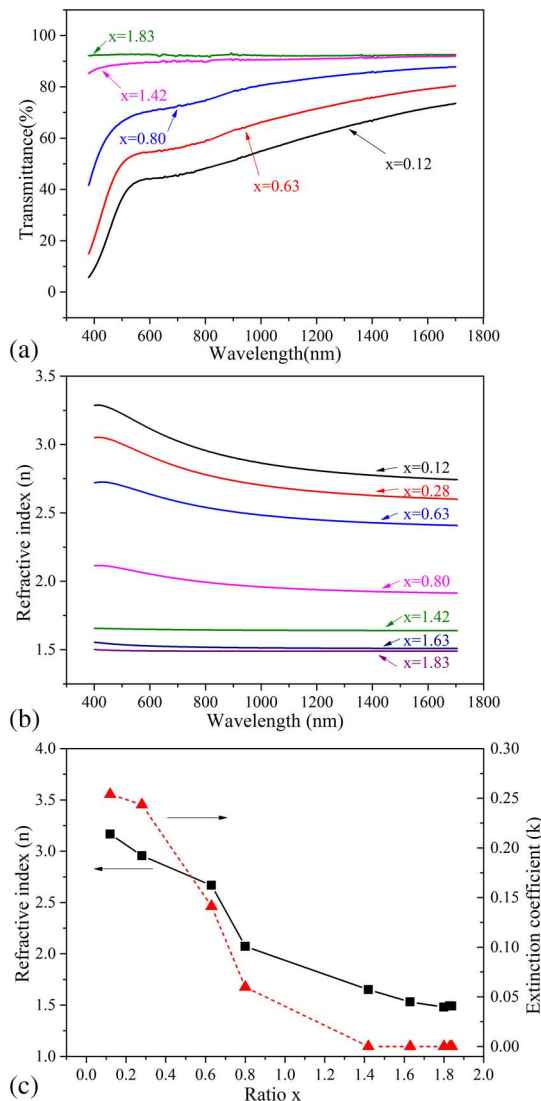 110
100
80
60
40
20
0
Transmittance(%)
x=1.83
x=1.42
x=0.80
x=0.63
x=0.12
400
600
800
1000
1200
1400
1600
1800
Wavelength(nm)
(a)
3.5
3.0
2.5
2.0
1.5
Refractive index (n)
x=0.12
x=0.28
x=0.63
x=0.80
x=1.42
x=1.63
x=1.83
400
600
800
1000
1200
1400
1600
1800
Wavelength (nm)
(b)
4.0
3.5
3.0
2.5
2.0
1.5
1.0
Refractive index (n)
0.30
0.25
0.20
0.15
0.10
0.05
0.00
Extinction coefficient (k)
0.0
0.2
0.4
0.6
0.8
1.0
1.2
1.4
1.6
1.8
2.0
Ratio x
(c)